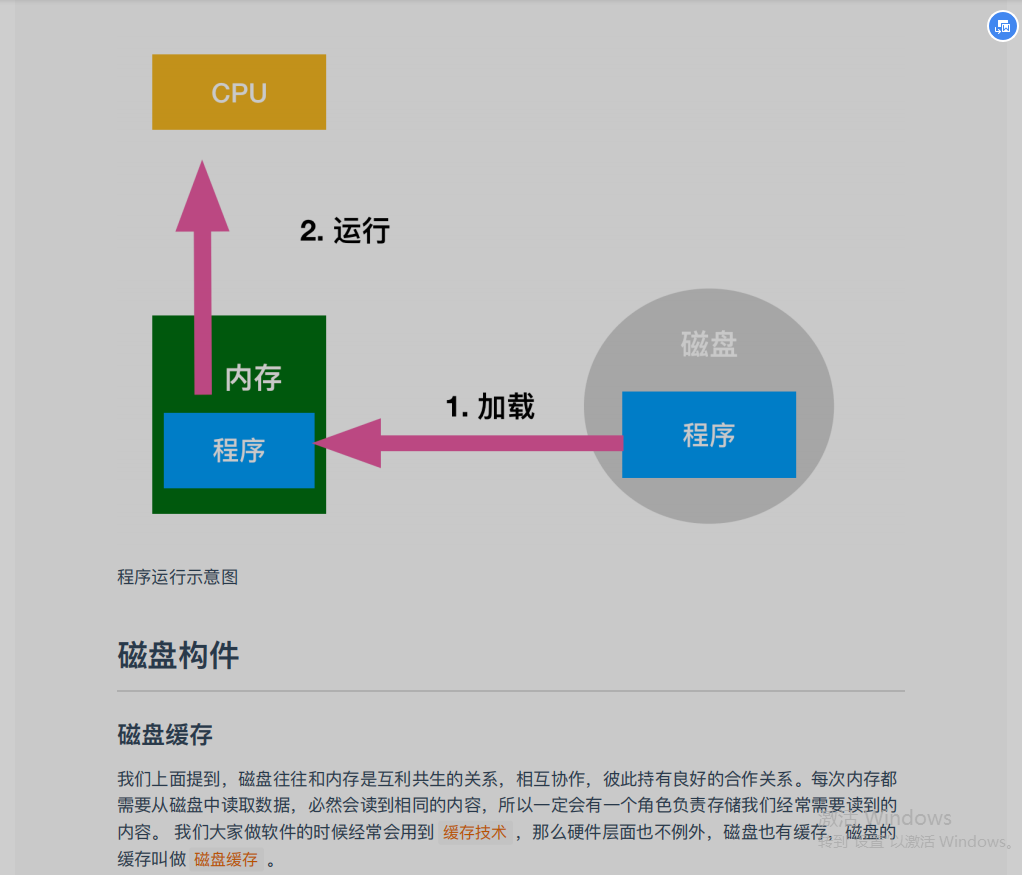 CPU
2. 运行
磁盘
内存
1. 加载
程序
程序
程序运行示意图
磁盘构件
磁盘缓存
我们上面提到，磁盘往往和内存是互利共生的关系，相互协作，彼此持有良好的合作关系。每次内存都
需要从磁盘中读取数据，必然会读到相同的内容，所以一定会有一个角色负责存储我们经常需要读到的
内容。 我们大家做软件的时候经常会用到 缓存技术 ，那么硬件层面也不例外，磁盘也有缓存，磁盘的
缓存叫做 磁盘缓存 。
激活 Windows
转到"设置"以激活 Windows。